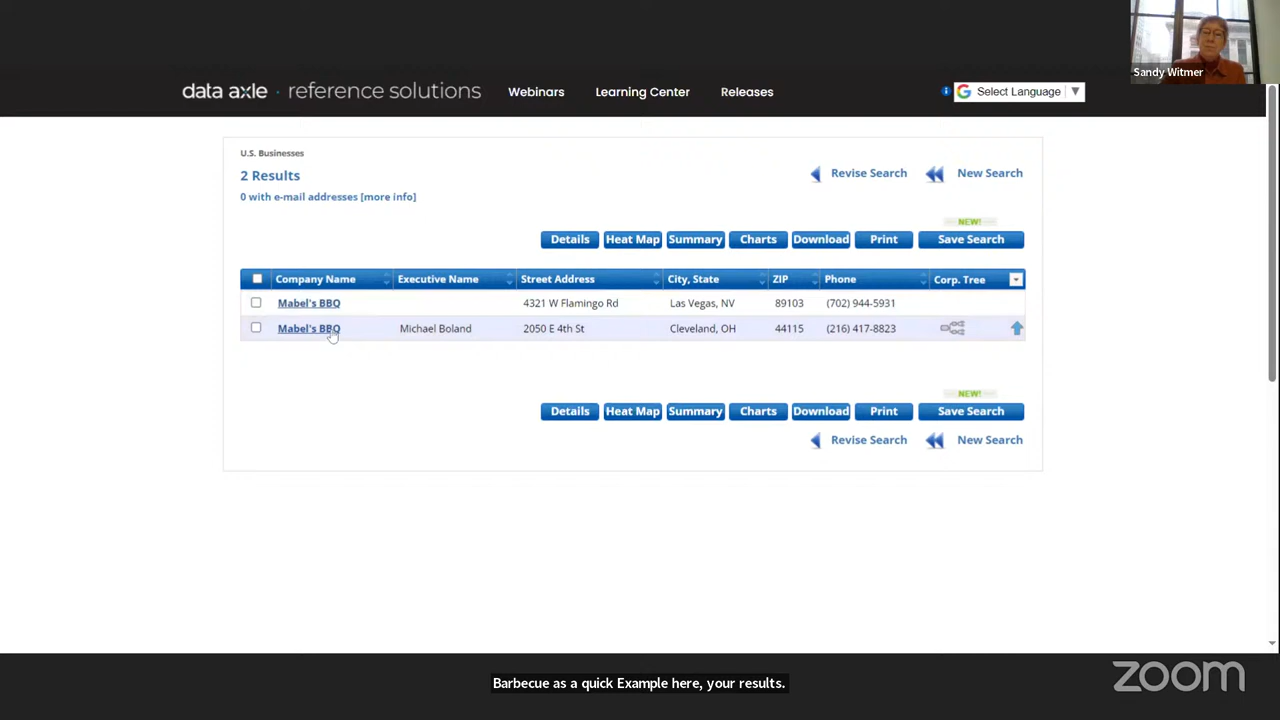 Sandy Witmer
data axle · reference solutions Webinars Learning Center Releases Select Language
U.S. Businesses
2 Results
Revise Search New Search
0 with e-mail addresses [more info]
NEW!
Details Heat Map Summary Charts Download Print Save Search
Company Name Executive Name Street Address City, State ZIP Phone Corp. Tree
Mabel's BBQ 4321 W Flamingo Rd Las Vegas, NV 89103 (702) 944-5931
Mabel's BBQ Michael Boland 2050 E 4th St Cleveland, OH 44115 (216) 417-8823
NEW!
Details Heat Map Summary Charts Download Print Save Search
Revise Search New Search
Barbecue as a quick Example here, your results.
zoom